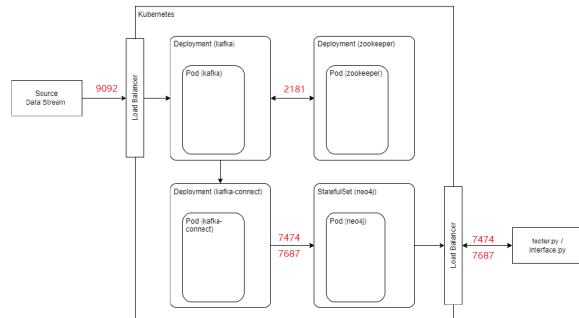 Kubernetes
Deployment (kafka)
Pod (kafka)
Deployment (zookeeper)
Pod (zookeeper)
Source
Data Stream
9092
Load Balancer
2181
Deployment (kafka-connect)
Pod (kafka-
connect)
7474
7687
StatefulSet (neo4j)
Pod (neo4j)
Load Balancer
7474
7687
tester.py /
interface.py